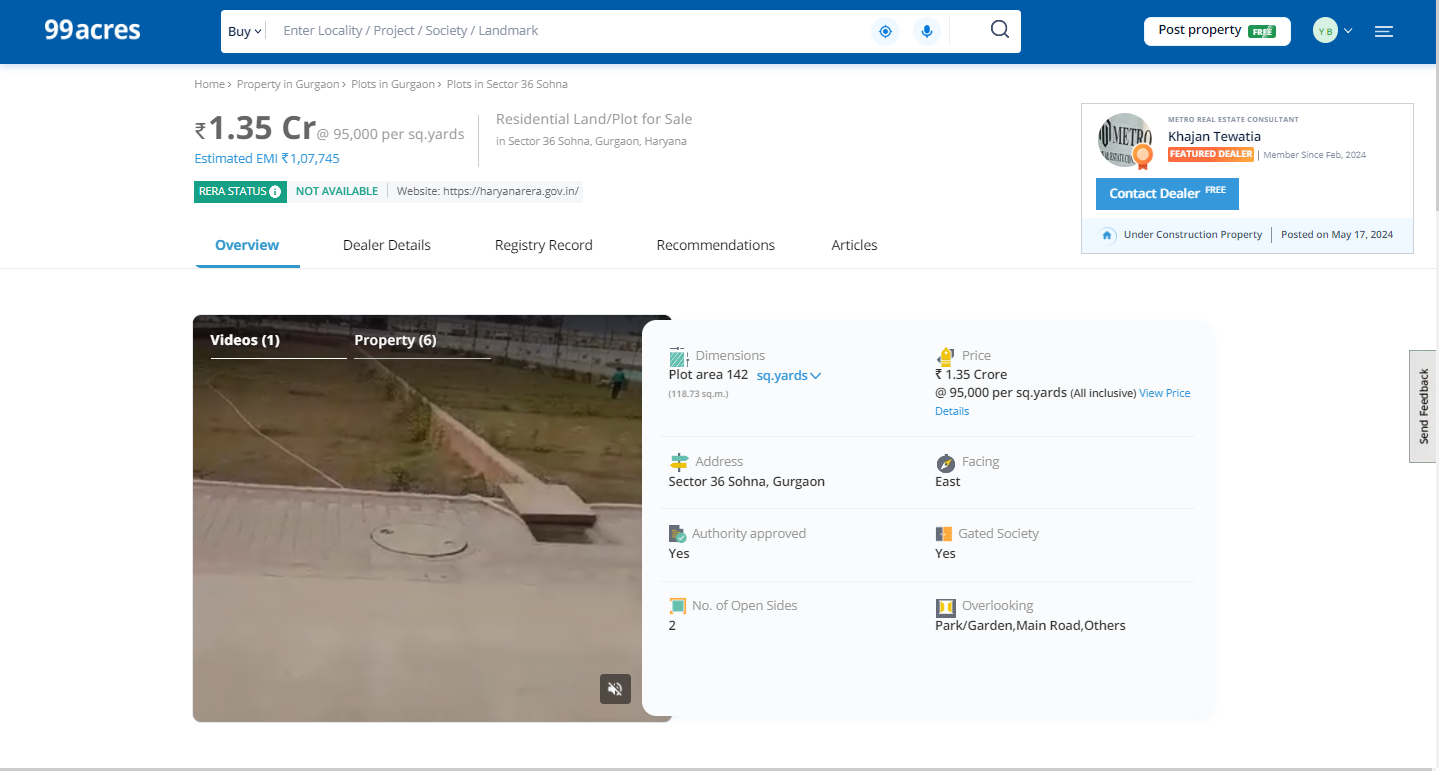 99acres
Buy
Enter Locality / Project / Society / Landmark
Post property FREE
Y B
Home › Property in Gurgaon › Plots in Gurgaon › Plots in Sector 36 Sohna
₹1.35 Cr @ 95,000 per sq.yards
Estimated EMI ₹1,07,745
Residential Land/Plot for Sale
in Sector 36 Sohna, Gurgaon, Haryana
RERA STATUS i NOT AVAILABLE Website: https://haryanarera.gov.in/
METRO
REAL ESTATE CON
METRO REAL ESTATE CONSULTANT
Khajan Tewatia
FEATURED DEALER | Member Since Feb, 2024
Contact Dealer FREE
Under Construction Property | Posted on May 17, 2024
Overview Dealer Details Registry Record Recommendations Articles
Videos (1) Property (6)
Dimensions
Plot area 142 sq.yards
(118.73 sq.m.)
Price
₹ 1.35 Crore
@ 95,000 per sq.yards (All inclusive) View Price
Details
Address
Sector 36 Sohna, Gurgaon
Facing
East
Authority approved
Yes
Gated Society
Yes
No. of Open Sides
2
Overlooking
Park/Garden,Main Road,Others
Send Feedback